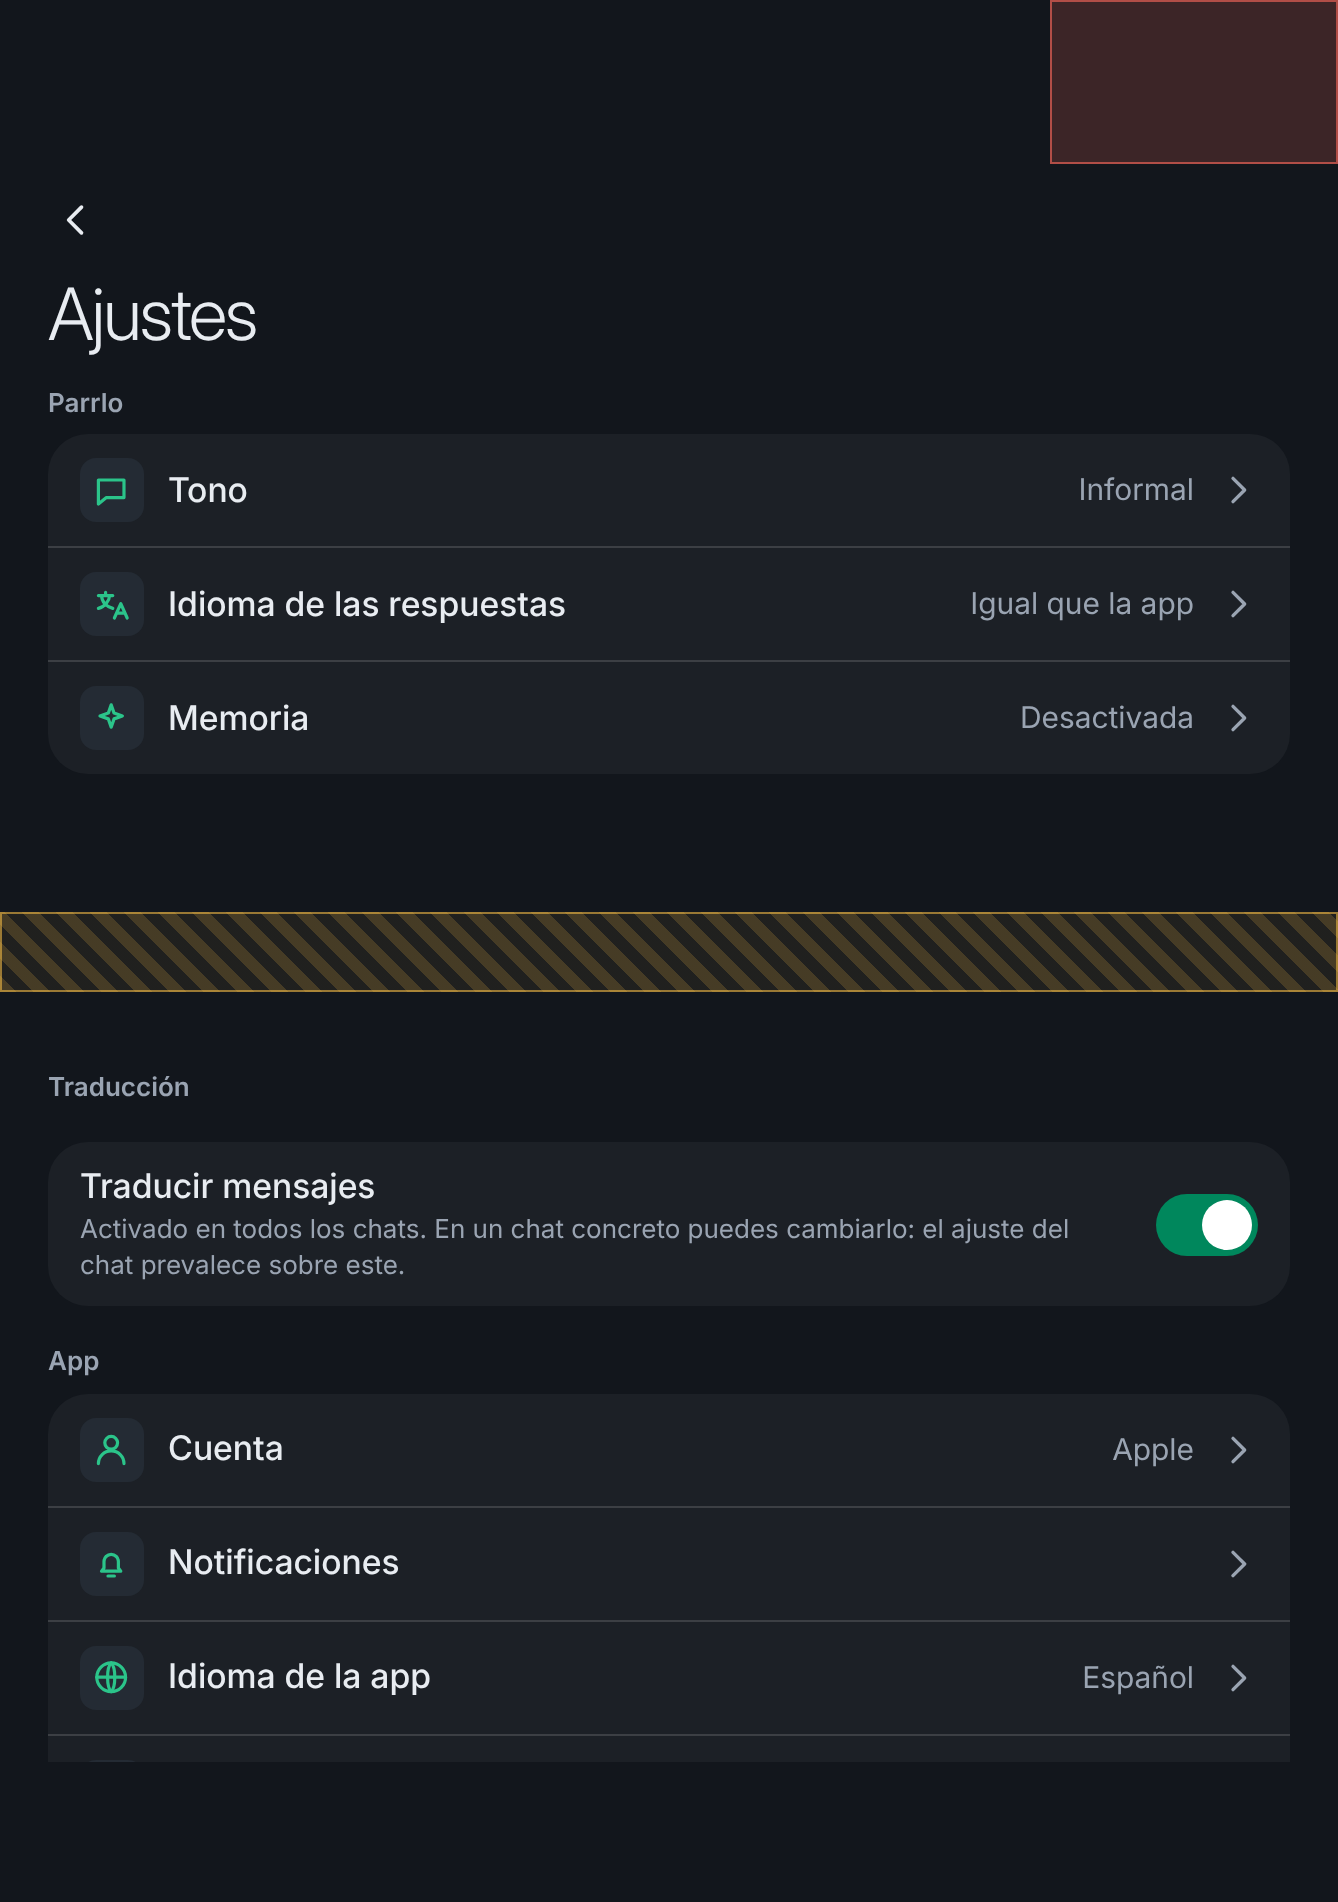 Ajustes
Parrlo
Tono
Informal
Idioma de las respuestas
Igual que la app
Memoria
Desactivada
Traducción
Traducir mensajes
Activado en todos los chats. En un chat concreto puedes cambiarlo: el ajuste del
chat prevalece sobre este.
App
Cuenta
Apple
Notificaciones
Idioma de la app
Español